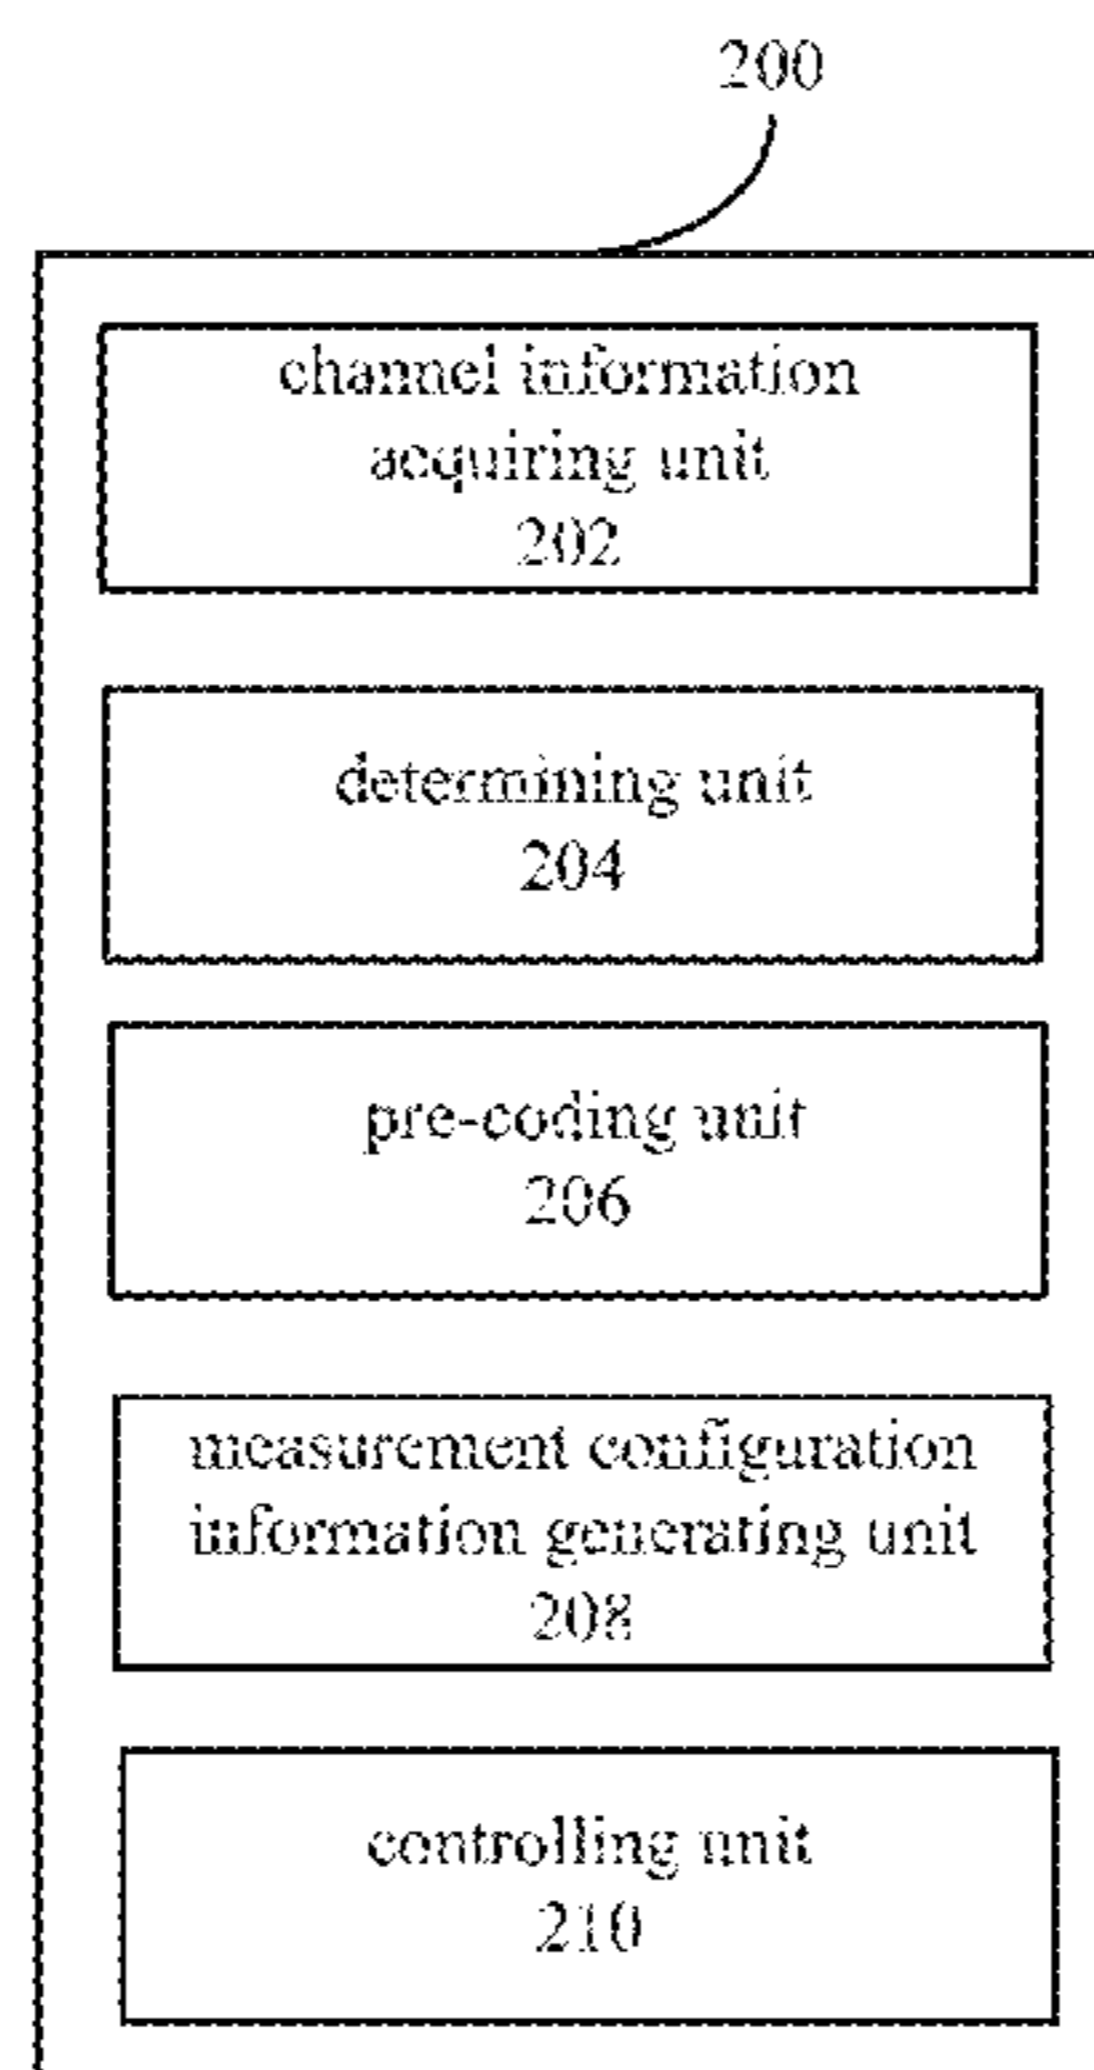 200
channel information
acquiring unit
202
determining unit
204
pre-coding unit
206
measurement configuration
information generating unit
208
controlling unit
210